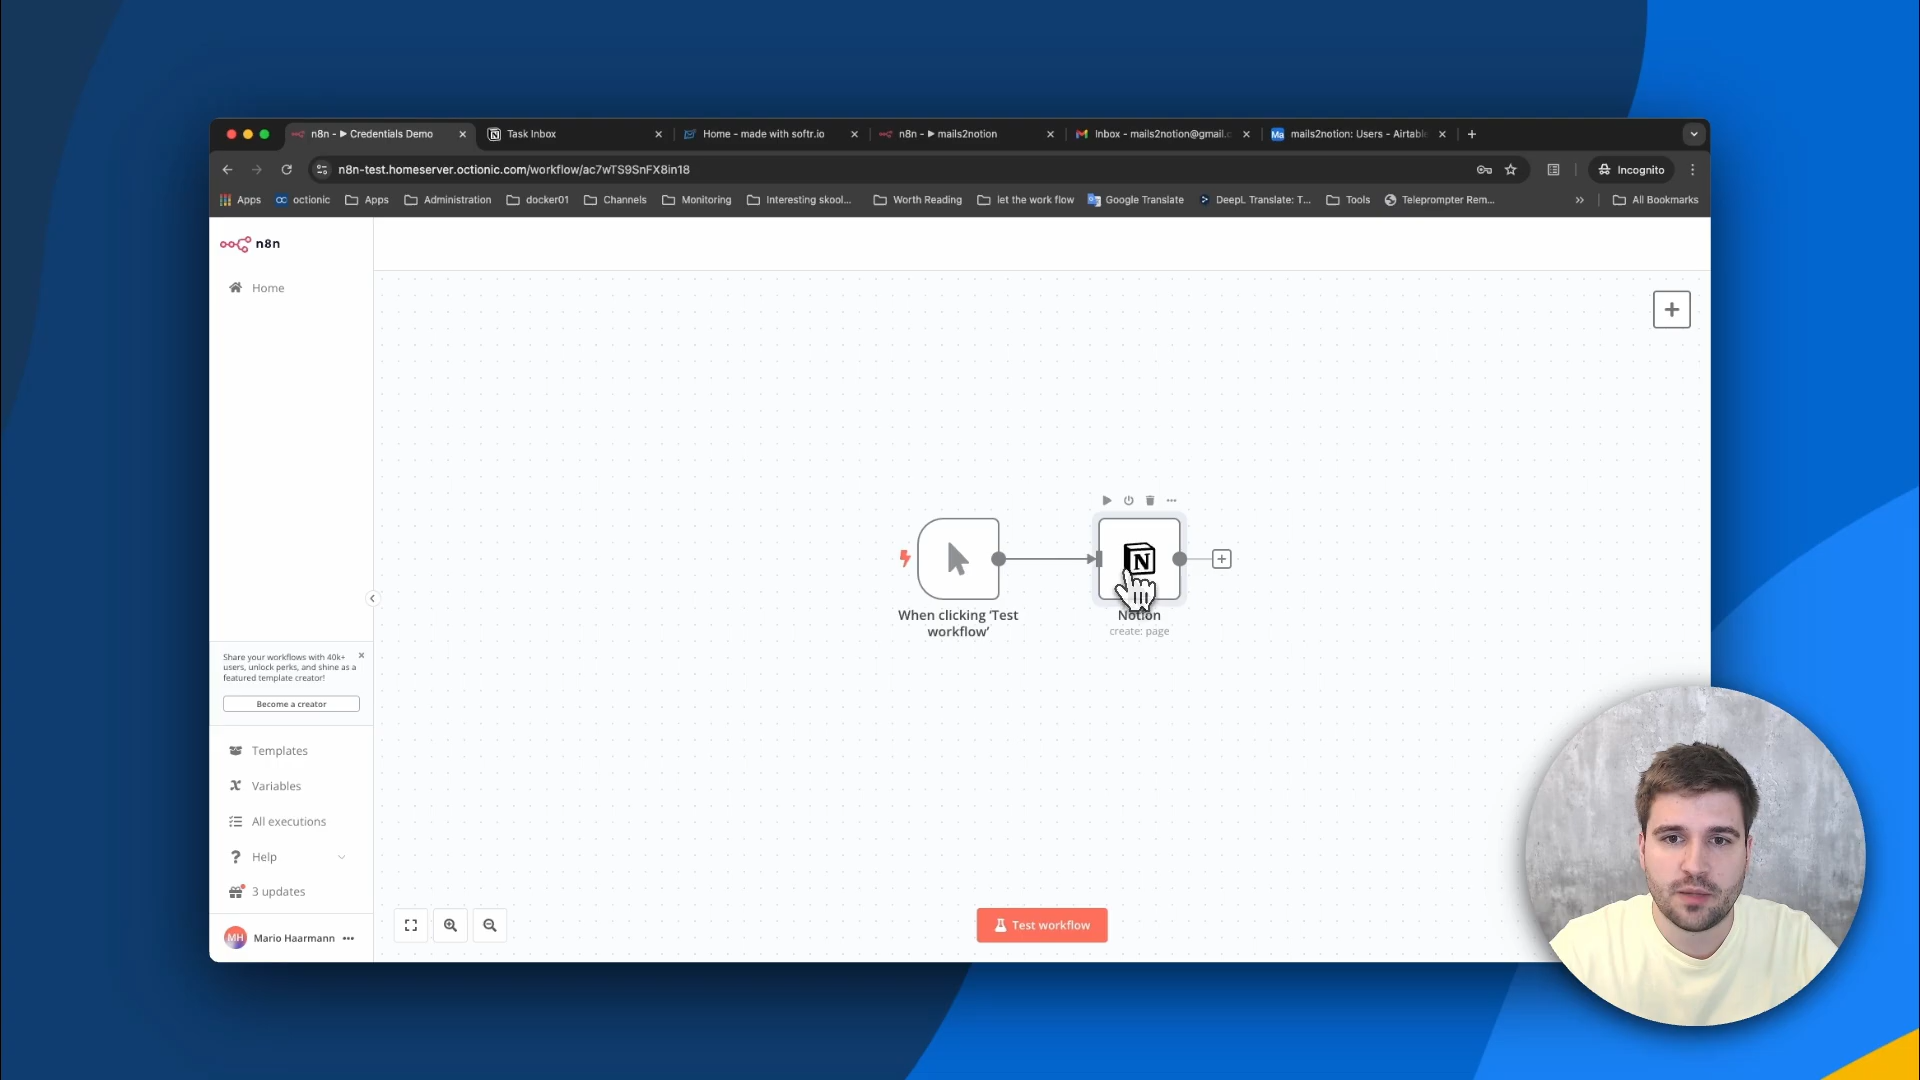 n8n - ▶ Credentials Demo
Task Inbox
Home - made with softr.io
n8n - ▶ mails2notion
Inbox - mails2notion@gmail.c
Ma
mails2notion: Users - Airtabl
n8n-test.homeserver.octionic.com/workflow/ac7wTS9SnFX8in18
Incognito
Apps
octionic
Apps
Administration
docker01
Channels
Monitoring
Interesting skool...
Worth Reading
let the work flow
Google Translate
DeepL Translate: T...
Tools
Teleprompter Rem...
»
All Bookmarks
n8n
Home
N
When clicking ‘Test
workflow’
Notion
create: page
Share your workflows with 40k+
users, unlock perks, and shine as a
featured template creator!
Become a creator
Templates
Variables
All executions
Help
3 updates
MH
Mario Haarmann
Test workflow